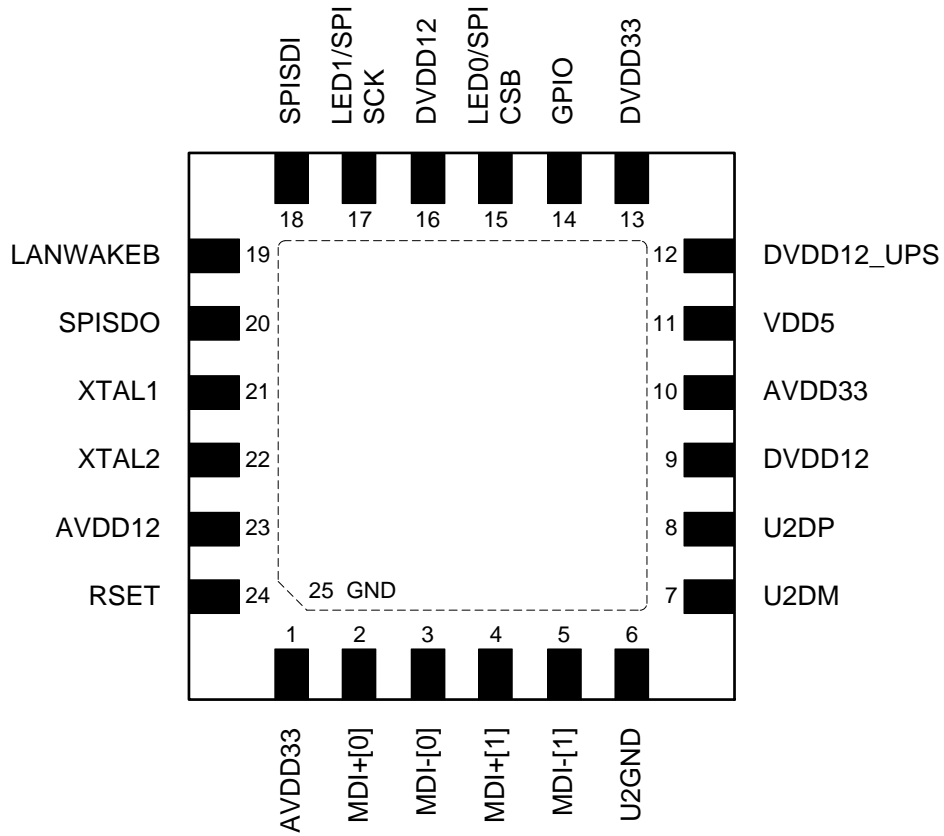 SPISDI
LED1/SPI
SCK
DVDD12
LED0/SPI
CSB
GPIO
DVDD33
18
17
16
15
14
13
LANWAKEB
19
12
DVDD12_UPS
SPISDO
20
11
VDD5
XTAL1
21
10
AVDD33
XTAL2
22
9
DVDD12
AVDD12
23
8
U2DP
RSET
24
25 GND
7
U2DM
1
2
3
4
5
6
AVDD33
MDI+[0]
MDI-[0]
MDI+[1]
MDI-[1]
U2GND